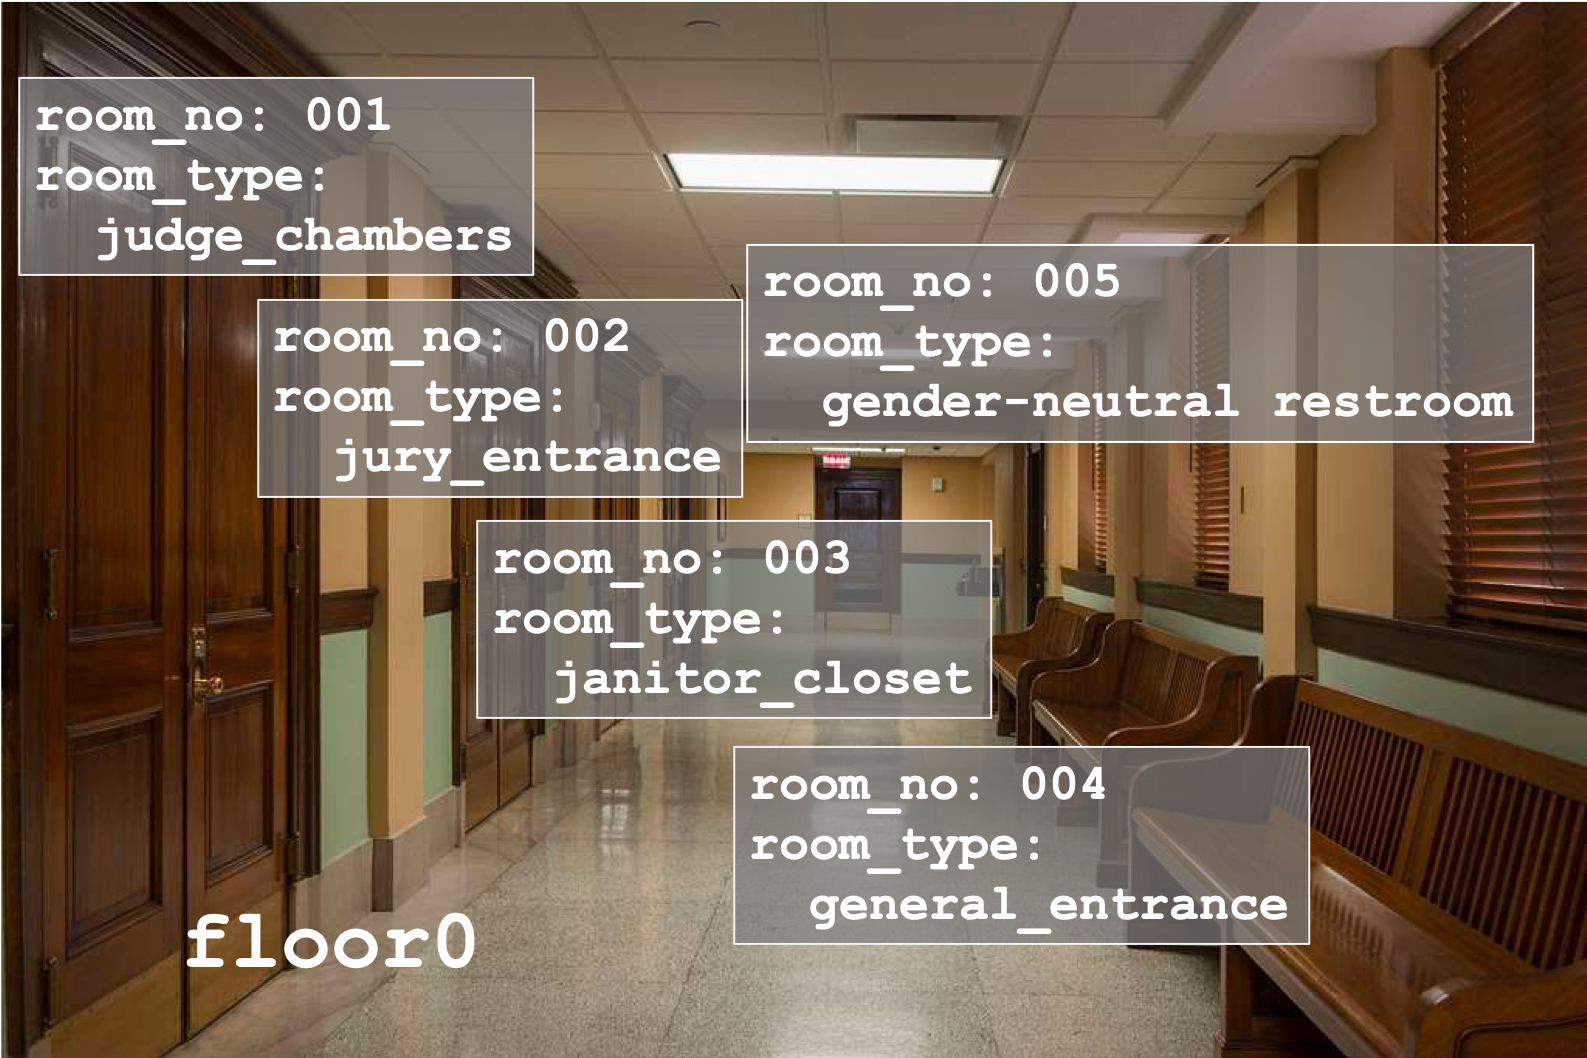 room_no: 001
room_type:
judge_chambers
room_no: 002
room_type:
jury_entrance
room_no: 005
room_type:
gender-neutral restroom
room_no: 003
room_type:
janitor_closet
room_no: 004
room_type:
general_entrance
floor0